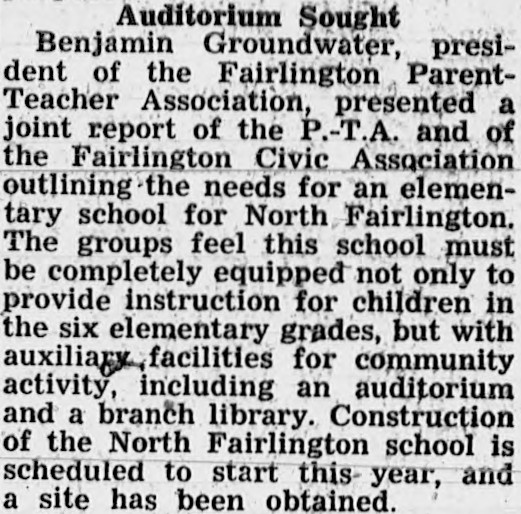 Auditorium Sought
Benjamin Groundwater, presi-
dent of the Fairlington Parent-
Teacher Association, presented a
joint report of the P.-T.A. and of
the Fairlington Civic Association
outlining the needs for an elemen-
tary school for North Fairlington.
The groups feel this school must
be completely equipped not only to
provide instruction for children in
the six elementary grades, but with
auxiliary facilities for community
activity, including an auditorium
and a branch library. Construction
of the North Fairlington school is
scheduled to start this year, and
a site has been obtained.